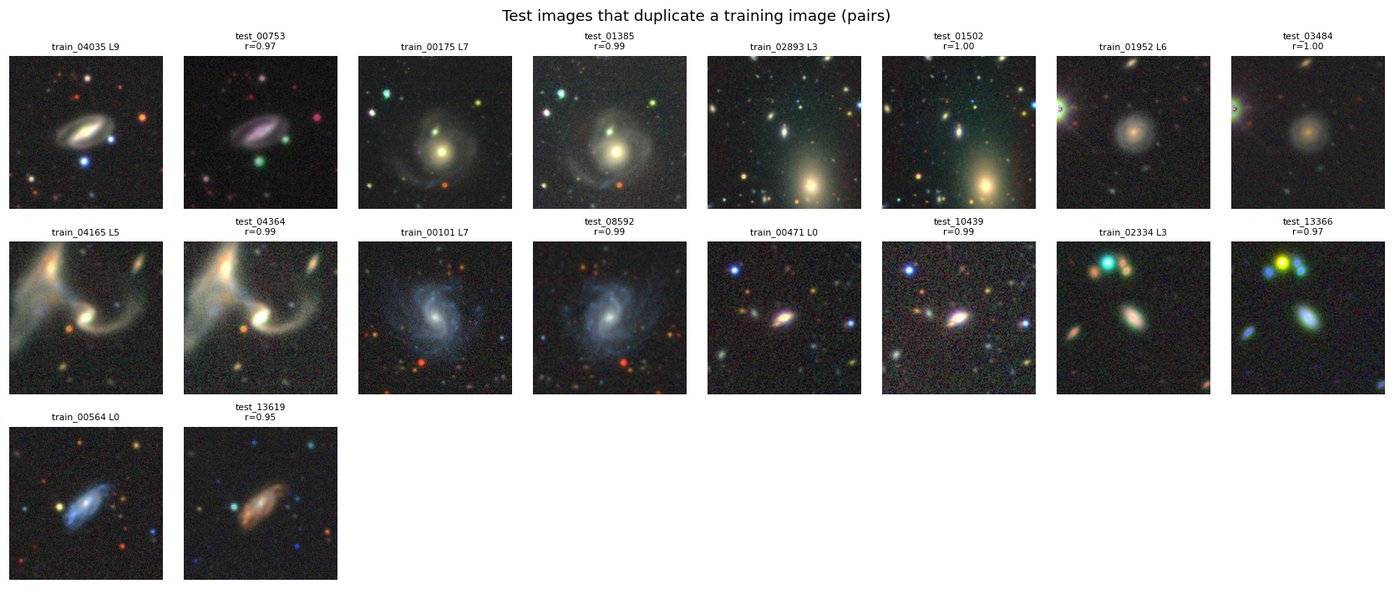 Test images that duplicate a training image (pairs)
train_04035 L9
test_00753
r=0.97
train_00175 L7
test_01385
r=0.99
train_02893 L3
test_01502
r=1.00
train_01952 L6
test_03484
r=1.00
train_04165 L5
test_04364
r=0.99
train_00101 L7
test_08592
r=0.99
train_00471 L0
test_10439
r=0.99
train_02334 L3
test_13366
r=0.97
train_00564 L0
test_13619
r=0.95